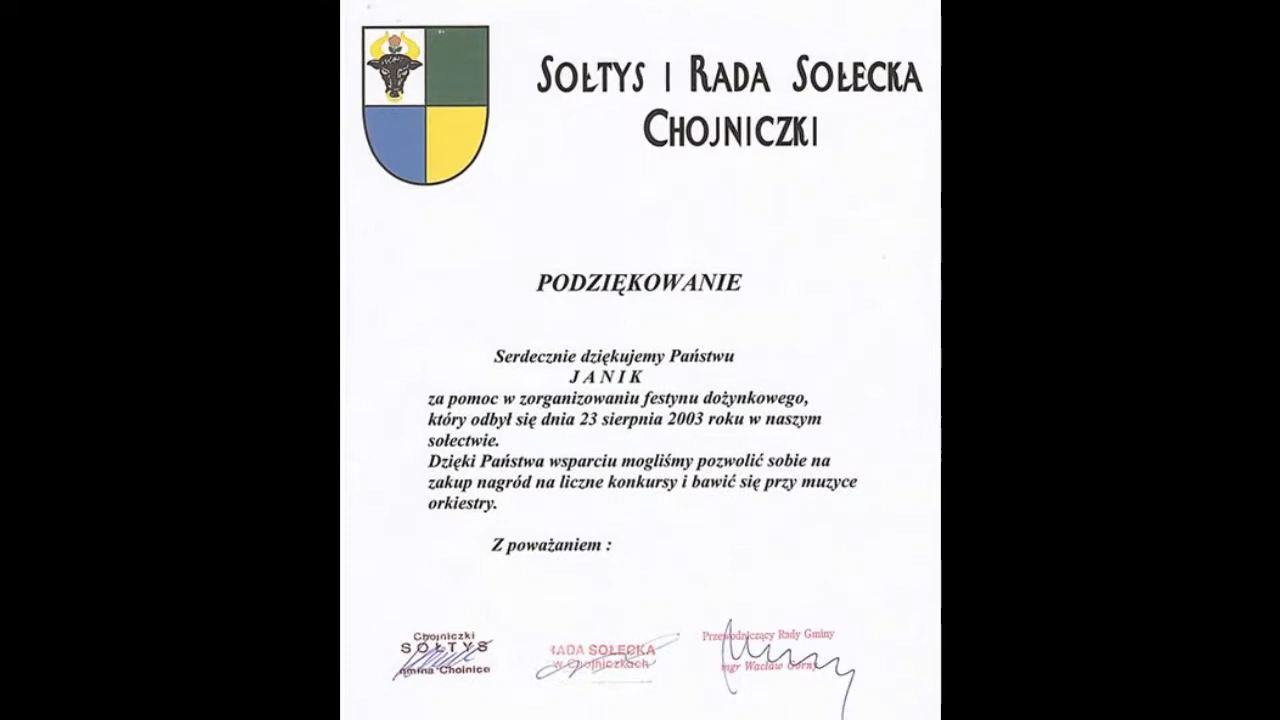 SOŁTYS I RADA SOŁECKA
CHOJNICZKI
PODZIĘKOWANIE
Serdecznie dziękujemy Państwu
J A N I K
za pomoc w zorganizowaniu festynu dożynkowego,
który odbył się dnia 23 sierpnia 2003 roku w naszym
sołectwie.
Dzięki Państwa wsparciu mogliśmy pozwolić sobie na
zakup nagród na liczne konkursy i bawić się przy muzyce
orkiestry.
Z poważaniem :
Chojniczki
SOŁTYS
gmina Chojnice
RADA SOŁECKA
w Chojniczkach
Przewodniczący Rady Gminy
mgr Wacław Górny